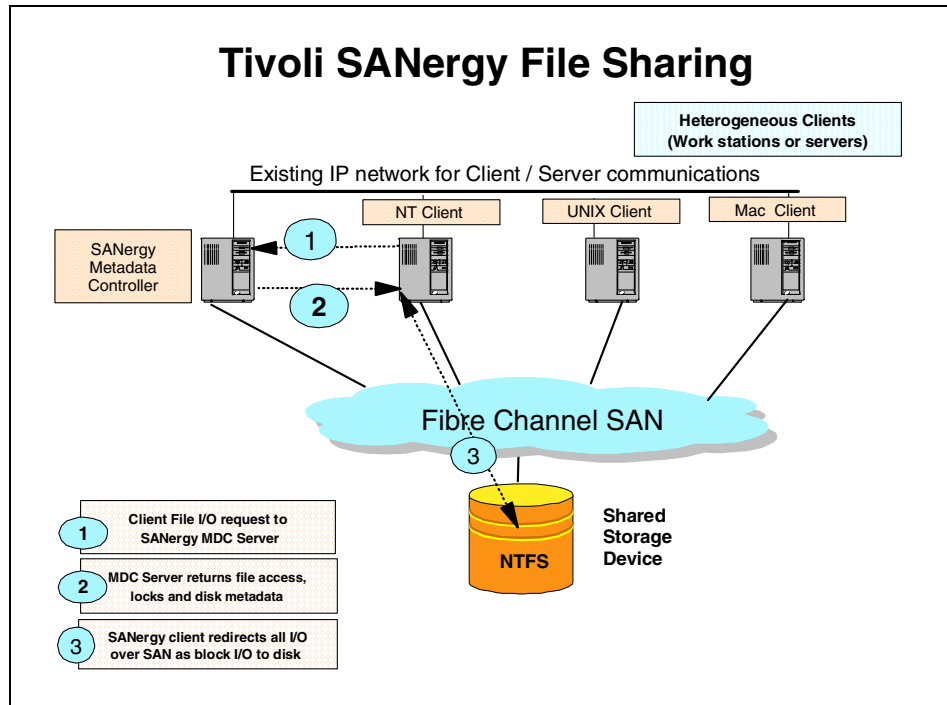 Tivoli SANergy File Sharing
Heterogeneous Clients
(Work stations or servers)
Existing IP network for Client / Server communications
NT Client
UNIX Client
Mac Client
SANergy
Metadata
Controller
1
2
Fibre Channel SAN
3
NTFS
Shared
Storage
Device
1
Client File I/O request to
SANergy MDC Server
2
MDC Server returns file access,
locks and disk metadata
3
SANergy client redirects all I/O
over SAN as block I/O to disk